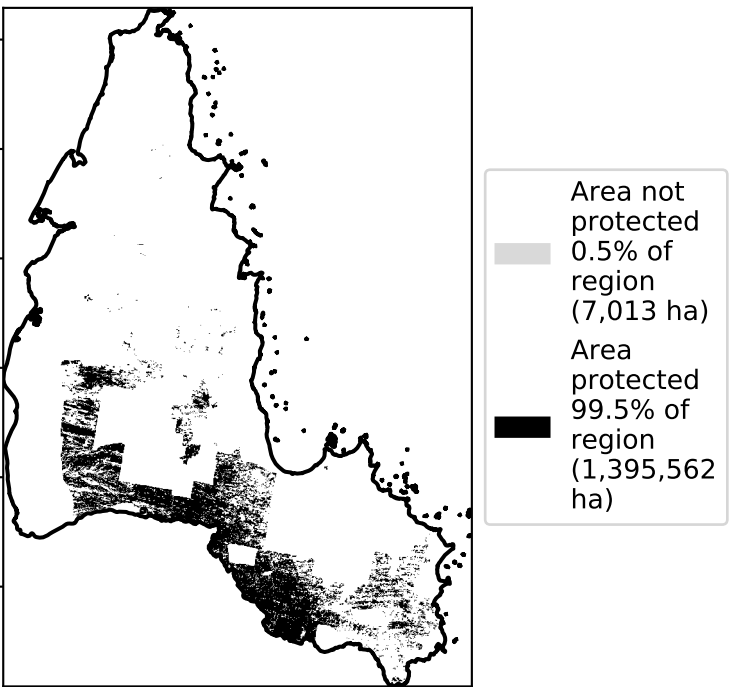 Area not
protected
0.5% of
region
(7,013 ha)
Area
protected
99.5% of
region
(1,395,562
ha)